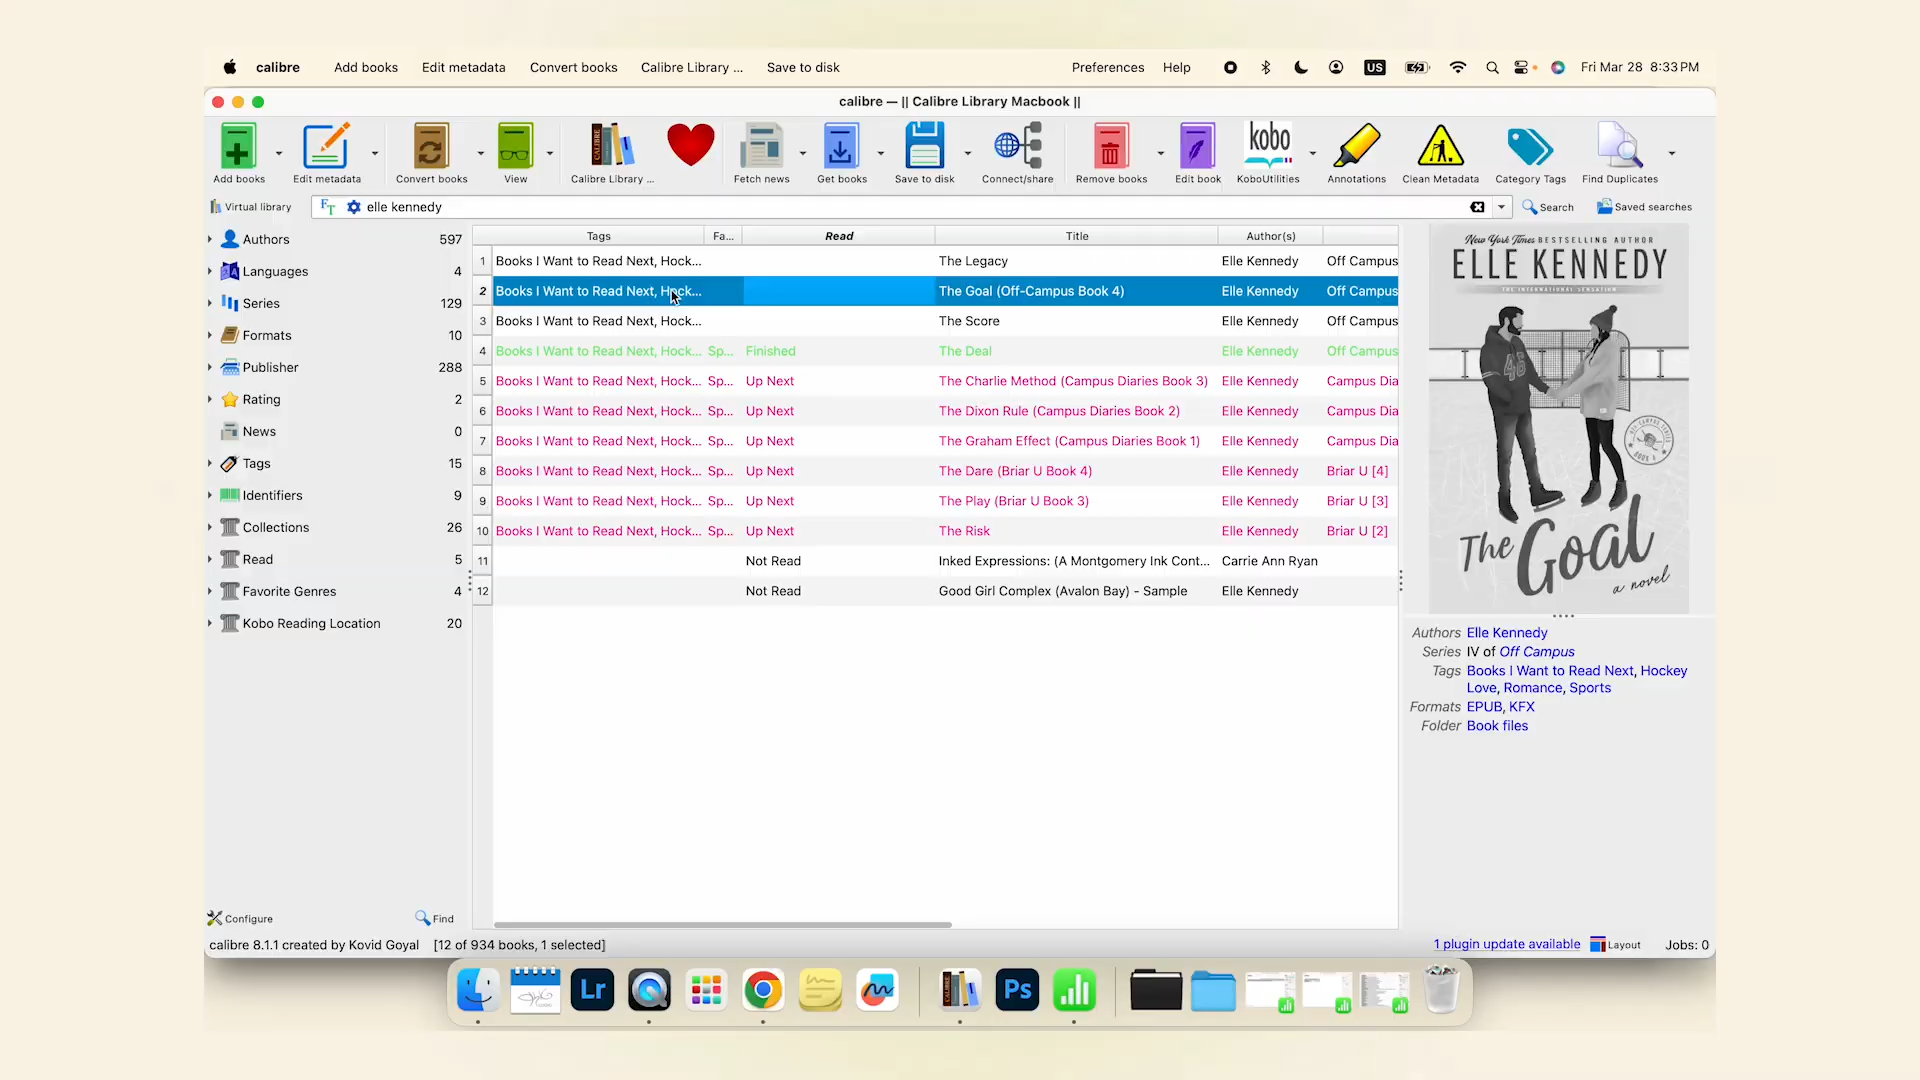 calibre Add books Edit metadata Convert books Calibre Library ... Save to disk Preferences Help US Fri Mar 28 8:33 PM
calibre — || Calibre Library Macbook ||
Add books Edit metadata Convert books View Calibre Library ... Fetch news Get books Save to disk Connect/share Remove books Edit book KoboUtilities Annotations Clean Metadata Category Tags Find Duplicates
CALIBRE
kobo
Virtual library FT elle kennedy Search Saved searches
Authors 597
Languages 4
Series 129
Formats 10
Publisher 288
Rating 2
News 0
Tags 15
Identifiers 9
Collections 26
Read 5
Favorite Genres 4
Kobo Reading Location 20
Configure Find
Tags Fa... Read Title Author(s)
1 Books I Want to Read Next, Hock... The Legacy Elle Kennedy Off Campus
2 Books I Want to Read Next, Hock... The Goal (Off-Campus Book 4) Elle Kennedy Off Campus
3 Books I Want to Read Next, Hock... The Score Elle Kennedy Off Campus
4 Books I Want to Read Next, Hock... Sp... Finished The Deal Elle Kennedy Off Campus
5 Books I Want to Read Next, Hock... Sp... Up Next The Charlie Method (Campus Diaries Book 3) Elle Kennedy Campus Dia
6 Books I Want to Read Next, Hock... Sp... Up Next The Dixon Rule (Campus Diaries Book 2) Elle Kennedy Campus Dia
7 Books I Want to Read Next, Hock... Sp... Up Next The Graham Effect (Campus Diaries Book 1) Elle Kennedy Campus Dia
8 Books I Want to Read Next, Hock... Sp... Up Next The Dare (Briar U Book 4) Elle Kennedy Briar U [4]
9 Books I Want to Read Next, Hock... Sp... Up Next The Play (Briar U Book 3) Elle Kennedy Briar U [3]
10 Books I Want to Read Next, Hock... Sp... Up Next The Risk Elle Kennedy Briar U [2]
11 Not Read Inked Expressions: (A Montgomery Ink Cont... Carrie Ann Ryan
12 Not Read Good Girl Complex (Avalon Bay) - Sample Elle Kennedy
New York Times BESTSELLING AUTHOR
ELLE KENNEDY
THE INTERNATIONAL SENSATION
46
OFF-CAMPUS SERIES
BOOK 4
The Goal
a novel
Authors Elle Kennedy
Series IV of Off Campus
Tags Books I Want to Read Next, Hockey
Love, Romance, Sports
Formats EPUB, KFX
Folder Book files
calibre 8.1.1 created by Kovid Goyal [12 of 934 books, 1 selected] 1 plugin update available Layout Jobs: 0
Lr Ps